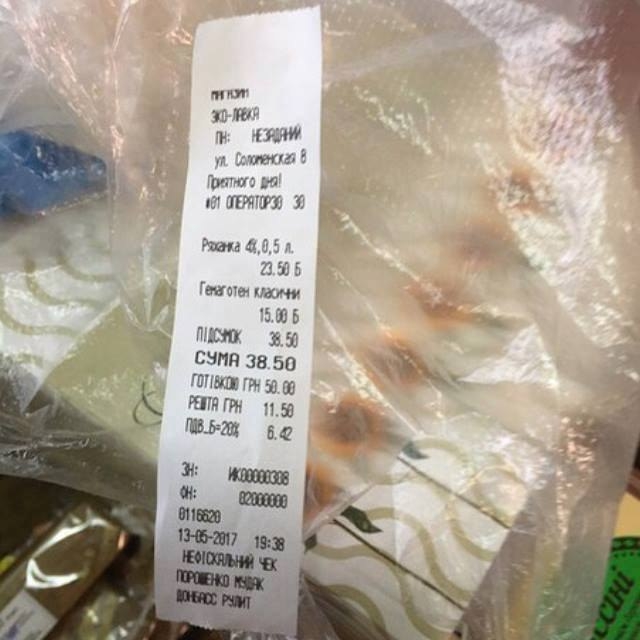 МАГАЗИН
ЭКО-ЛАВКА
ПН: НЕЗАДАНИЙ
ул. Соломенская 8
Приятного дня!
#01 ОПЕРАТОР30 30
Ряжанка 4%,0,5 л.
23.50 Б
Гемаготен класични
15.00 Б
ПІДСУМОК 38.50
СУМА 38.50
ГОТІВКОЮ ГРН 50.00
РЕШТА ГРН 11.50
ПДВ.Б=20% 6.42
ЗН: ИК00000308
ФН: 02000000
0116620
13-05-2017 19:38
НЕФІСКАЛЬНИЙ ЧЕК
ПОРОШЕНКО МУДАК
ДОНБАСС РУЛИТ